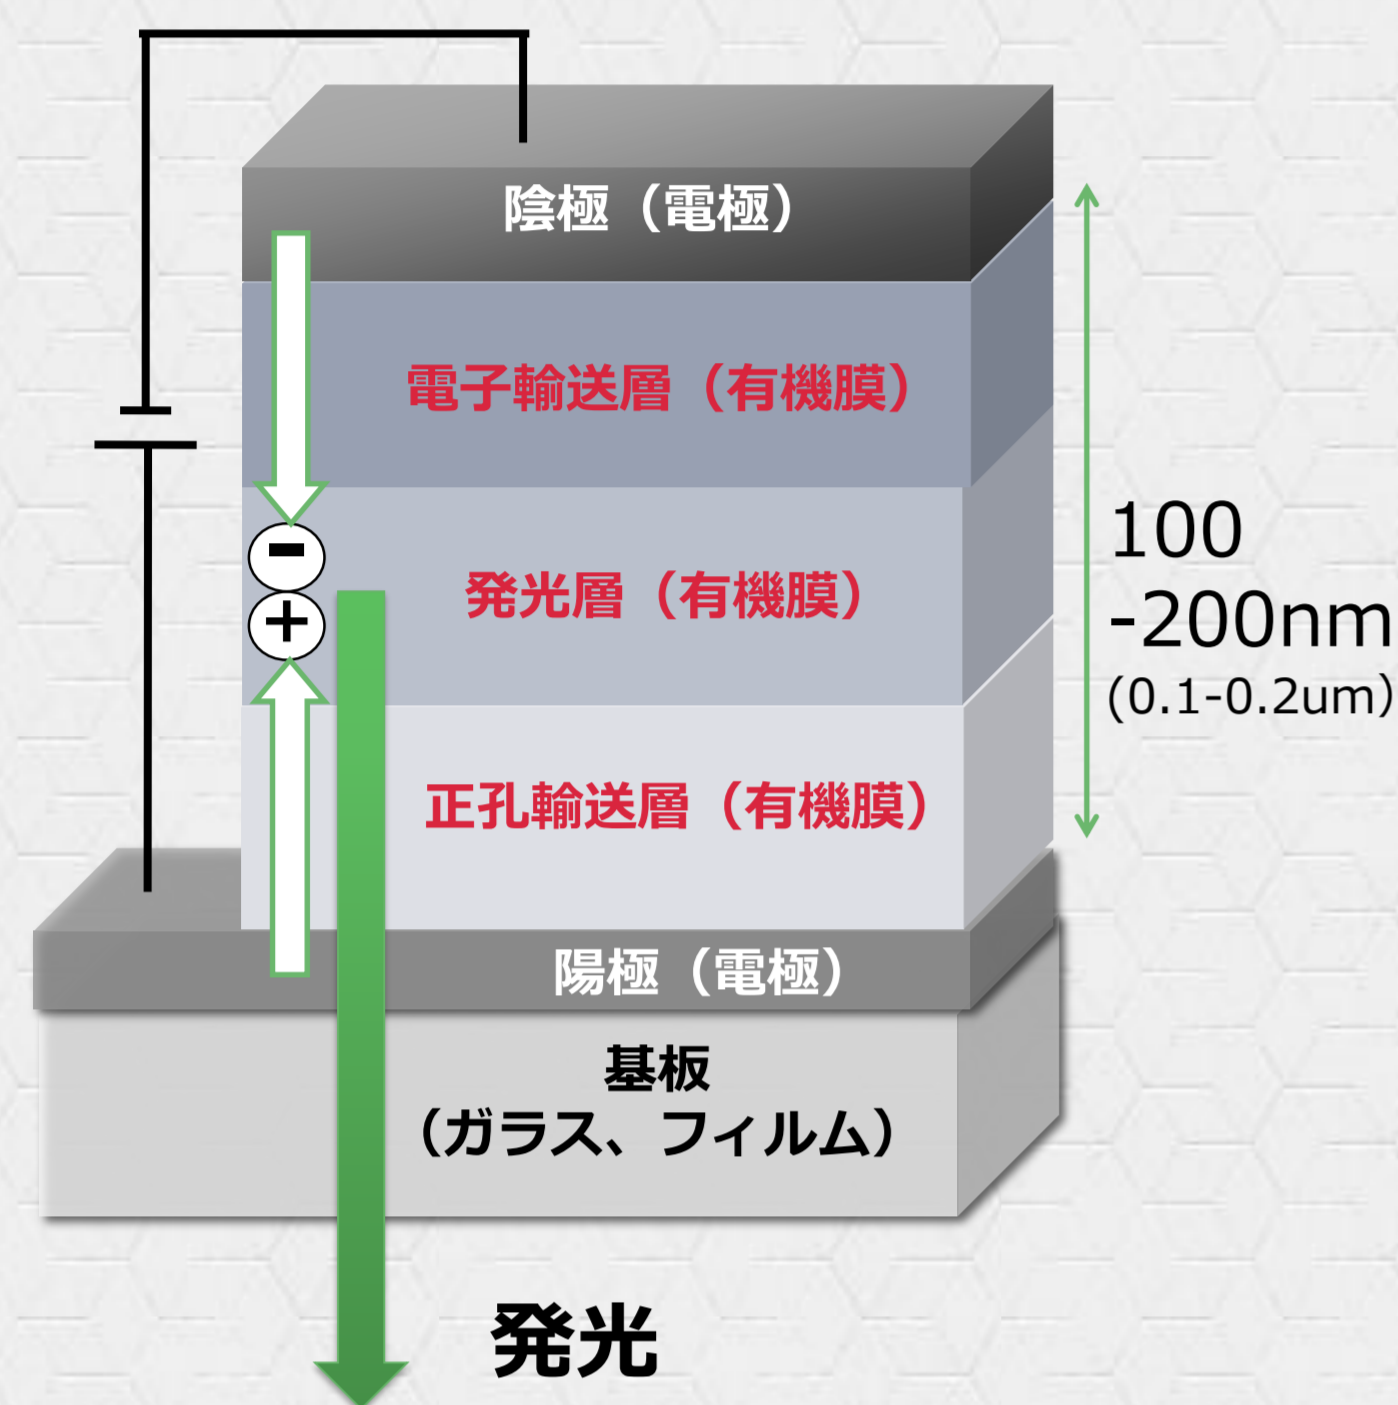 陰極（電極）
電子輸送層（有機膜）
-
発光層（有機膜）
+
100
-200nm
(0.1-0.2um)
正孔輸送層（有機膜）
陽極（電極）
基板
（ガラス、フィルム）
発光